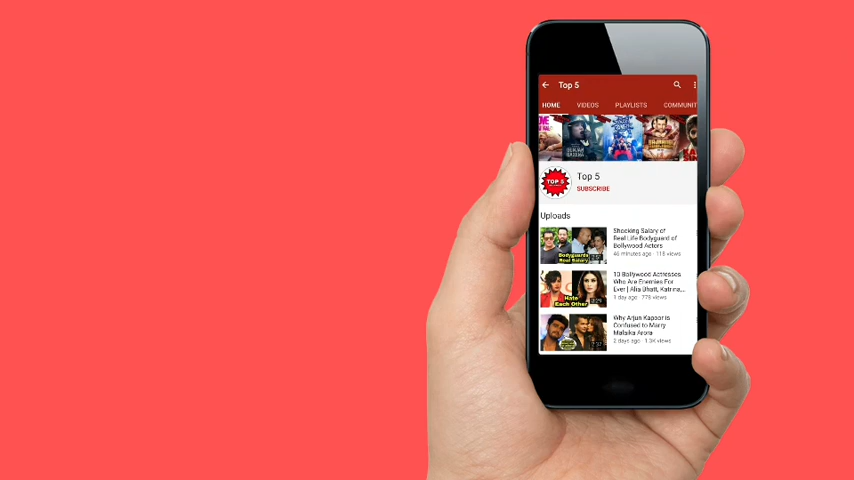 Top 5
HOME VIDEOS PLAYLISTS COMMUNIT
TOP 5
Top 5
SUBSCRIBE
Uploads
Shocking Salary of
Real Life Bodyguard of
Bollywood Actors
46 minutes ago · 118 views
Bodyguards
Real Salary
10 Bollywood Actresses
Who Are Enemies For
Ever | Alia Bhatt, Katrina,...
1 day ago · 778 views
Hate
Each Other
Why Arjun Kapoor is
Confused to Marry
Malaika Arora
2 days ago · 1.3K views